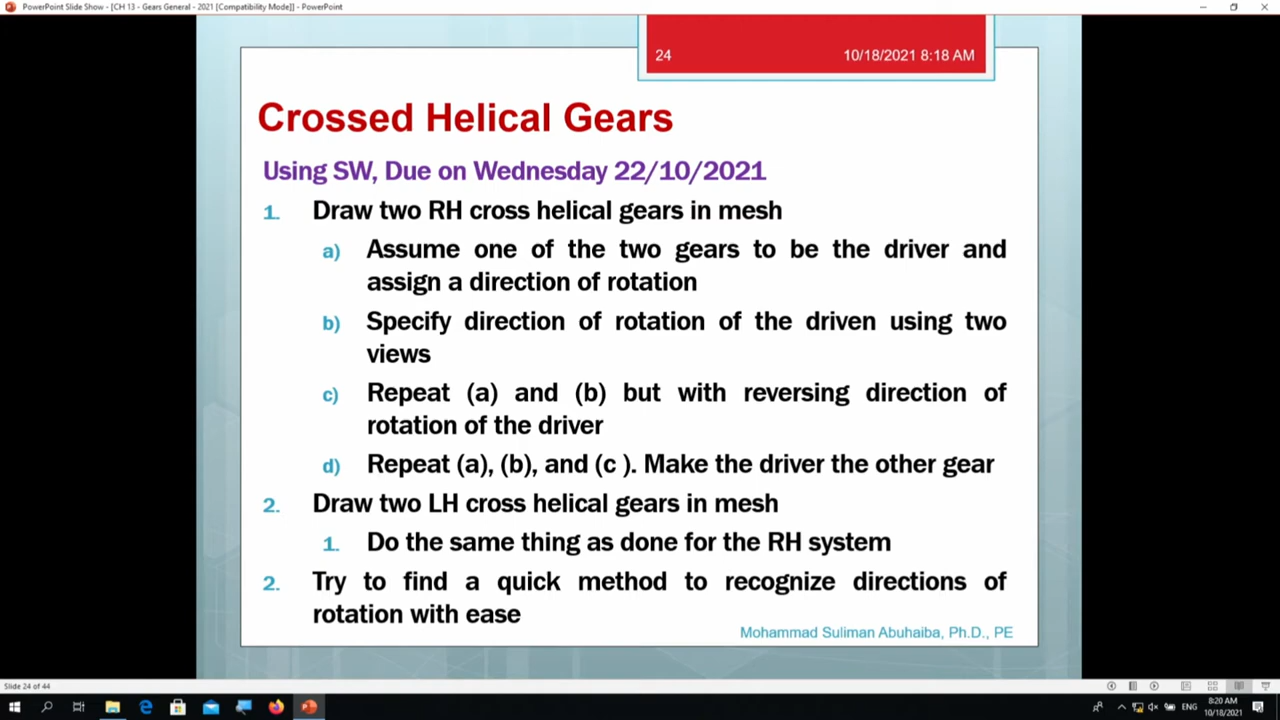 PowerPoint Slide Show - [CH 13 - Gears General - 2021 [Compatibility Mode]] - PowerPoint
24 10/18/2021 8:18 AM
Crossed Helical Gears
Using SW, Due on Wednesday 22/10/2021
1. Draw two RH cross helical gears in mesh
a) Assume one of the two gears to be the driver and
assign a direction of rotation
b) Specify direction of rotation of the driven using two
views
c) Repeat (a) and (b) but with reversing direction of
rotation of the driver
d) Repeat (a), (b), and (c ). Make the driver the other gear
2. Draw two LH cross helical gears in mesh
1. Do the same thing as done for the RH system
2. Try to find a quick method to recognize directions of
rotation with ease
Mohammad Suliman Abuhaiba, Ph.D., PE
Slide 24 of 44
ENG
8:20 AM
10/18/2021